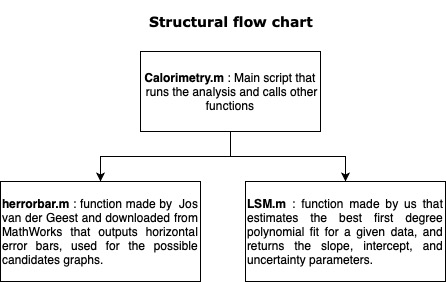 Structural flow chart
Calorimetry.m : Main script that
runs the analysis and calls other
functions
herrorbar.m : function made by Jos
van der Geest and downloaded from
MathWorks that outputs horizontal
error bars, used for the possible
candidates graphs.
LSM.m : function made by us that
estimates the best first degree
polynomial fit for a given data, and
returns the slope, intercept, and
uncertainty parameters.